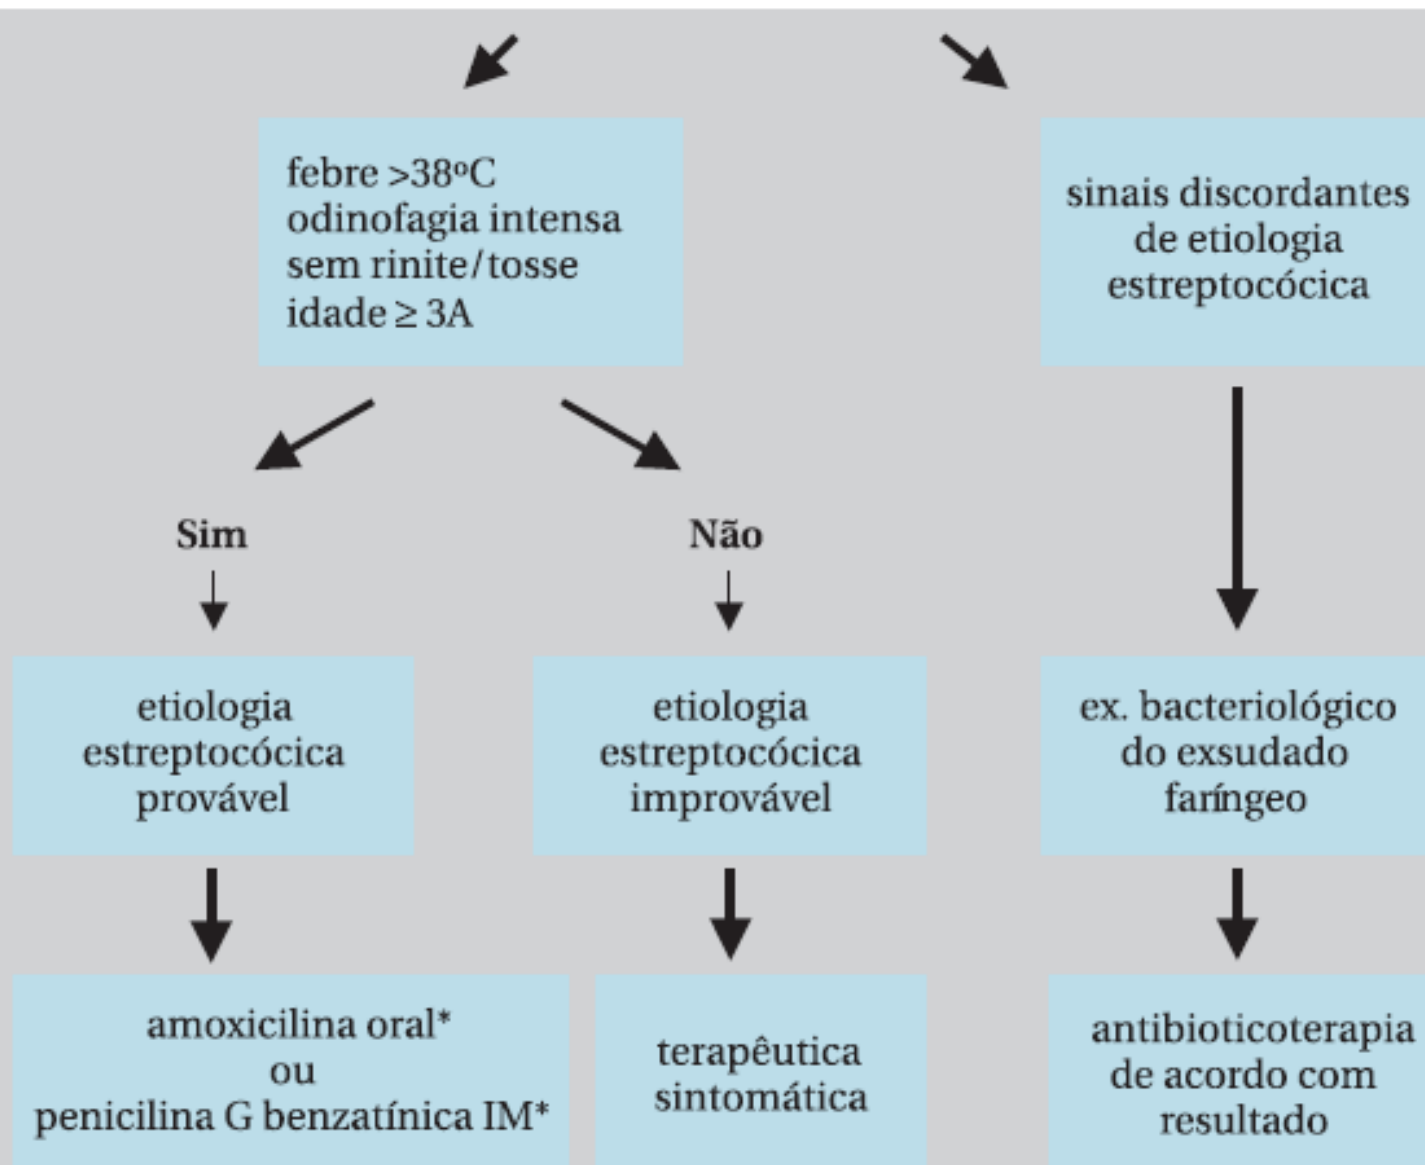 febre >38ºC
odinofagia intensa
sem rinite/tosse
idade ≥ 3A
sinais discordantes
de etiologia
estreptocócica
Sim
Não
etiologia
estreptocócica
provável
etiologia
estreptocócica
improvável
ex. bacteriológico
do exsudado
faríngeo
amoxicilina oral*
ou
penicilina G benzatínica IM*
terapêutica
sintomática
antibioticoterapia
de acordo com
resultado